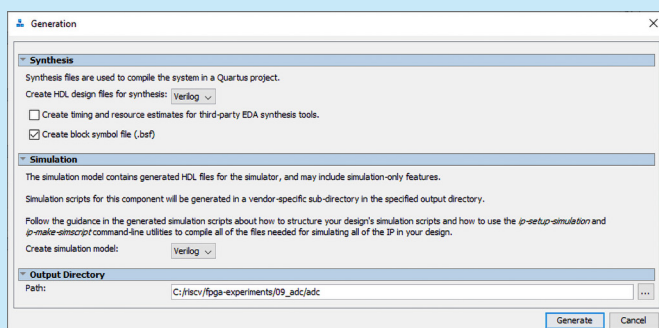 Generation
Synthesis
Synthesis files are used to compile the system in a Quartus project.
Create HDL design files for synthesis: Verilog
Create timing and resource estimates for third-party EDA synthesis tools.
Create block symbol file (.bsf)
Simulation
The simulation model contains generated HDL files for the simulator, and may include simulation-only features.
Simulation scripts for this component will be generated in a vendor-specific sub-directory in the specified output directory.
Follow the guidance in the generated simulation scripts about how to structure your design's simulation scripts and how to use the ip-setup-simulation and
ip-make-simscript command-line utilities to compile all of the files needed for simulating all of the IP in your design.
Create simulation model: Verilog
Output Directory
Path: C:/riscv/fpga-experiments/09_adc/adc ...
Generate Cancel